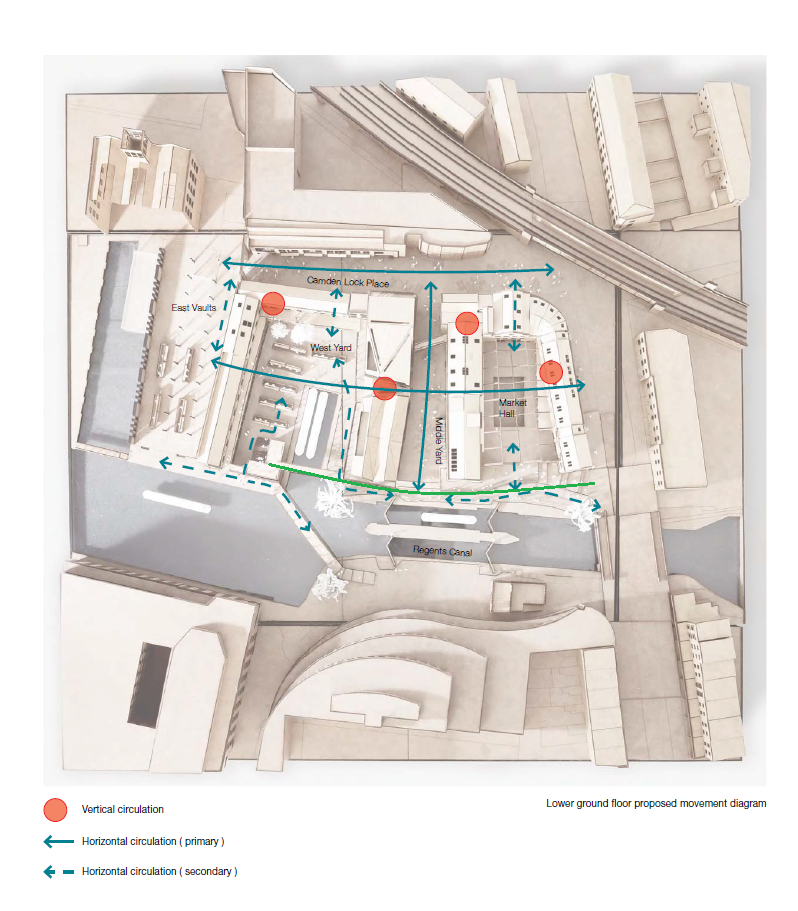 Camden Lock Place
East Vaults
West Yard
Market
Hall
Middle Yard
Regents Canal
Vertical circulation
Lower ground floor proposed movement diagram
Horizontal circulation ( primary )
Horizontal circulation ( secondary )